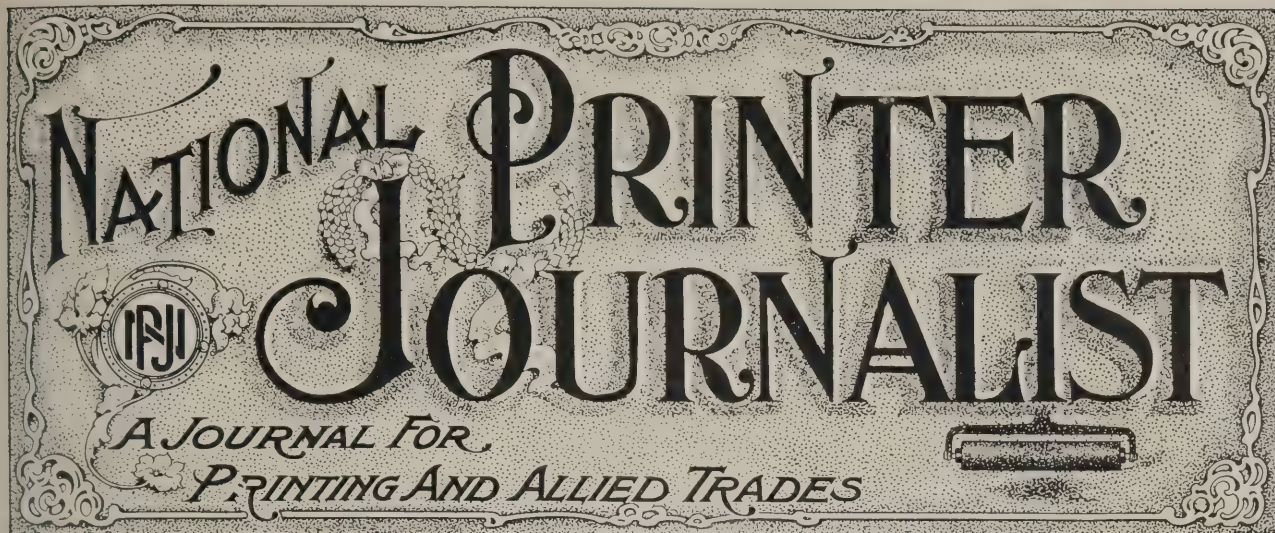 NATIONAL PRINTER
JOURNALIST
NPJ
A JOURNAL FOR
PRINTING AND ALLIED TRADES